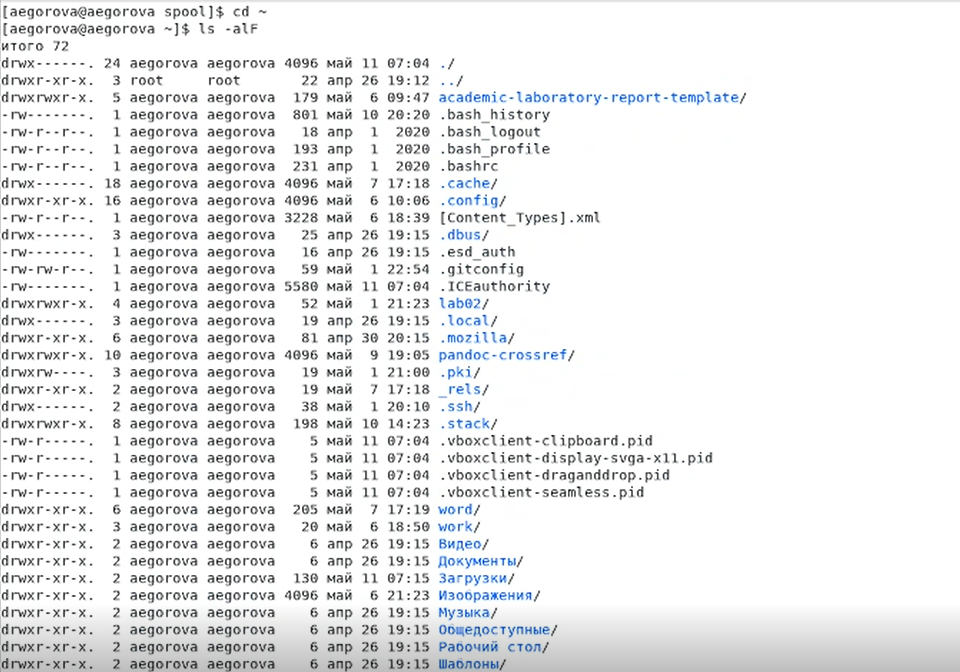 [aegorova@aegorova spool]$ cd ~
[aegorova@aegorova ~]$ ls -alF
итого 72
drwx------. 24 aegorova aegorova 4096 май 11 07:04 ./
drwxr-xr-x.  3 root     root       22 апр 26 19:12 ../
drwxrwxr-x.  5 aegorova aegorova  179 май  6 09:47 academic-laboratory-report-template/
-rw-------.  1 aegorova aegorova  801 май 10 20:20 .bash_history
-rw-r--r--.  1 aegorova aegorova   18 апр  1  2020 .bash_logout
-rw-r--r--.  1 aegorova aegorova  193 апр  1  2020 .bash_profile
-rw-r--r--.  1 aegorova aegorova  231 апр  1  2020 .bashrc
drwx------. 18 aegorova aegorova 4096 май  7 17:18 .cache/
drwxr-xr-x. 16 aegorova aegorova 4096 май  6 10:06 .config/
-rw-r--r--.  1 aegorova aegorova 3228 май  6 18:39 [Content_Types].xml
drwx------.  3 aegorova aegorova   25 апр 26 19:15 .dbus/
-rw-------.  1 aegorova aegorova   16 апр 26 19:15 .esd_auth
-rw-rw-r--.  1 aegorova aegorova   59 май  1 22:54 .gitconfig
-rw-------.  1 aegorova aegorova 5580 май 11 07:04 .ICEauthority
drwxrwxr-x.  4 aegorova aegorova   52 май  1 21:23 lab02/
drwx------.  3 aegorova aegorova   19 апр 26 19:15 .local/
drwxr-xr-x.  6 aegorova aegorova   81 апр 30 20:15 .mozilla/
drwxrwxr-x. 10 aegorova aegorova 4096 май  9 19:05 pandoc-crossref/
drwxrw----.  3 aegorova aegorova   19 май  1 21:00 .pki/
drwxr-xr-x.  2 aegorova aegorova   19 май  7 17:18 _rels/
drwx------.  2 aegorova aegorova   38 май  1 20:10 .ssh/
drwxrwxr-x.  8 aegorova aegorova  198 май 10 14:23 .stack/
-rw-r-----.  1 aegorova aegorova    5 май 11 07:04 .vboxclient-clipboard.pid
-rw-r-----.  1 aegorova aegorova    5 май 11 07:04 .vboxclient-display-svga-x11.pid
-rw-r-----.  1 aegorova aegorova    5 май 11 07:04 .vboxclient-draganddrop.pid
-rw-r-----.  1 aegorova aegorova    5 май 11 07:04 .vboxclient-seamless.pid
drwxr-xr-x.  6 aegorova aegorova  205 май  7 17:19 word/
drwxr-xr-x.  3 aegorova aegorova   20 май  6 18:50 work/
drwxr-xr-x.  2 aegorova aegorova    6 апр 26 19:15 Видео/
drwxr-xr-x.  2 aegorova aegorova    6 апр 26 19:15 Документы/
drwxr-xr-x.  2 aegorova aegorova  130 май 11 07:15 Загрузки/
drwxr-xr-x.  2 aegorova aegorova 4096 май  6 21:23 Изображения/
drwxr-xr-x.  2 aegorova aegorova    6 апр 26 19:15 Музыка/
drwxr-xr-x.  2 aegorova aegorova    6 апр 26 19:15 Общедоступные/
drwxr-xr-x.  2 aegorova aegorova    6 апр 26 19:15 Рабочий стол/
drwxr-xr-x.  2 aegorova aegorova    6 апр 26 19:15 Шаблоны/